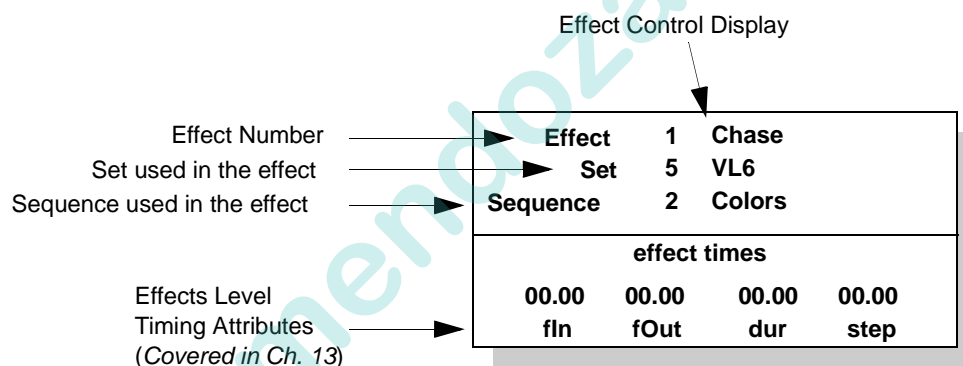 Effect Control Display
Effect Number
Set used in the effect
Sequence used in the effect
Effect 1 Chase
Set 5 VL6
Sequence 2 Colors
effect times
00.00 00.00 00.00 00.00
fIn fOut dur step
Effects Level
Timing Attributes
(Covered in Ch. 13)
mendoza